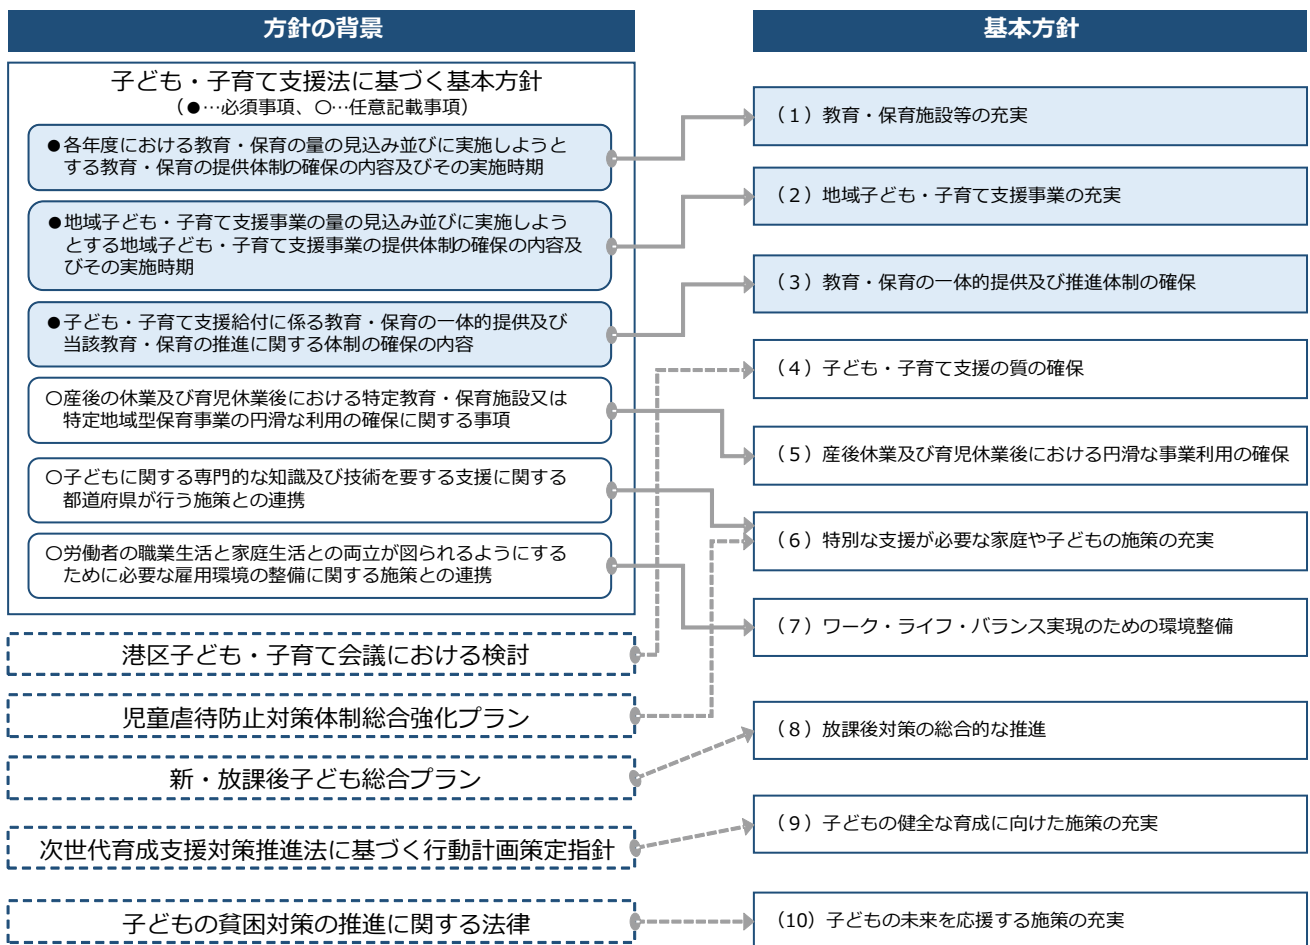 方針の背景
子ども・子育て支援法に基づく基本方針
（●…必須事項、○…任意記載事項）
●各年度における教育・保育の量の見込み並びに実施しようと
する教育・保育の提供体制の確保の内容及びその実施時期
●地域子ども・子育て支援事業の量の見込み並びに実施しよう
とする地域子ども・子育て支援事業の提供体制の確保の内容及
びその実施時期
●子ども・子育て支援給付に係る教育・保育の一体的提供及び
当該教育・保育の推進に関する体制の確保の内容
○産後の休業及び育児休業後における特定教育・保育施設又は
特定地域型保育事業の円滑な利用の確保に関する事項
○子どもに関する専門的な知識及び技術を要する支援に関する
都道府県が行う施策との連携
○労働者の職業生活と家庭生活との両立が図られるようにする
ために必要な雇用環境の整備に関する施策との連携
港区子ども・子育て会議における検討
児童虐待防止対策体制総合強化プラン
新・放課後子ども総合プラン
次世代育成支援対策推進法に基づく行動計画策定指針
子どもの貧困対策の推進に関する法律
基本方針
（１）教育・保育施設等の充実
（２）地域子ども・子育て支援事業の充実
（３）教育・保育の一体的提供及び推進体制の確保
（４）子ども・子育て支援の質の確保
（５）産後休業及び育児休業後における円滑な事業利用の確保
（６）特別な支援が必要な家庭や子どもの施策の充実
（７）ワーク・ライフ・バランス実現のための環境整備
（８）放課後対策の総合的な推進
（９）子どもの健全な育成に向けた施策の充実
（10）子どもの未来を応援する施策の充実